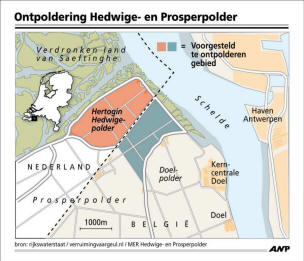 Ontpoldering Hedwige- en Prosperpolder
Verdronken land
van Saeftinghe
= Voorgesteld
te ontpolderen
gebied
Hertogin
Hedwige-
polder
Schelde
Haven
Antwerpen
NEDERLAND
Doel-
polder
Kern-
centrale
Doel
Prosperpolder
1000m
BELGIË
Doel
bron: rijkswaterstaat / verruimingvaargeul.nl / MER Hedwige- en Prosperpolder
ANP